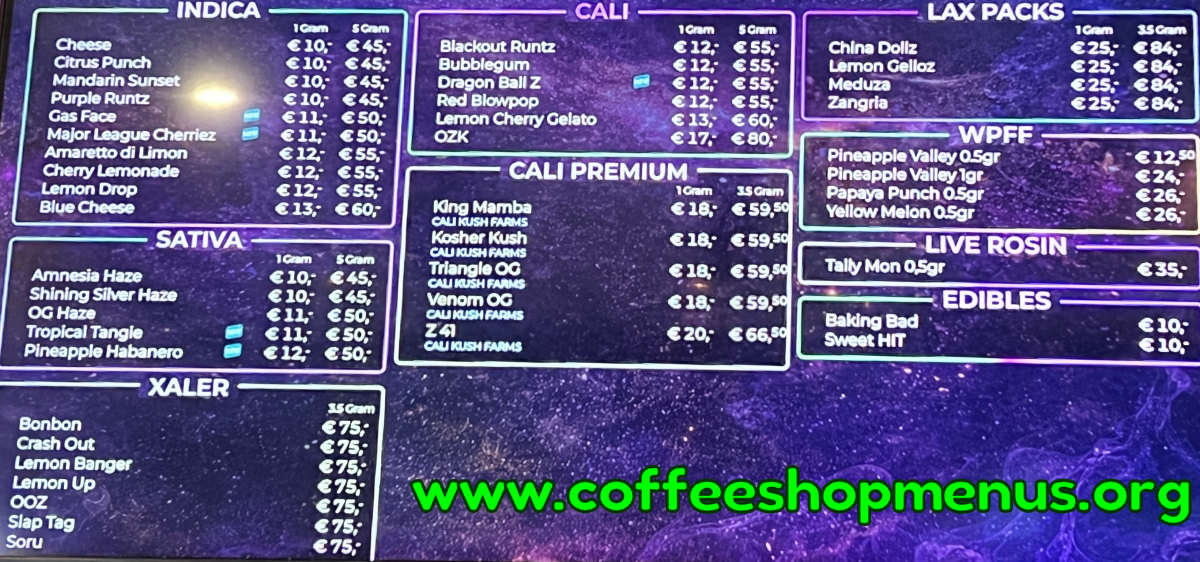 INDICA
1 Gram 5 Gram
Cheese €10,- €45,-
Citrus Punch €10,- €45,-
Mandarin Sunset €10,- €45,-
Purple Runtz €10,- €45,-
Gas Face €11,- €50,-
Major League Cherriez €11,- €50,-
Amaretto di Limon €12,- €55,-
Cherry Lemonade €12,- €55,-
Lemon Drop €12,- €55,-
Blue Cheese €13,- €60,-
SATIVA
1 Gram 5 Gram
Amnesia Haze €10,- €45,-
Shining Silver Haze €10,- €45,-
OG Haze €11,- €50,-
Tropical Tangle €11,- €50,-
Pineapple Habanero €12,- €50,-
XALER
3.5 Gram
Bonbon €75,-
Crash Out €75,-
Lemon Banger €75,-
Lemon Up €75,-
OOZ €75,-
Slap Tag €75,-
Soru €75,-
CALI
1 Gram 5 Gram
Blackout Runtz €12,- €55,-
Bubblegum €12,- €55,-
Dragon Ball Z €12,- €55,-
Red Blowpop €12,- €55,-
Lemon Cherry Gelato €13,- €60,-
OZK €17,- €80,-
CALI PREMIUM
1 Gram 3.5 Gram
King Mamba €18,- €59,50
CALI KUSH FARMS
Kosher Kush €18,- €59,50
CALI KUSH FARMS
Triangle OG €18,- €59,50
CALI KUSH FARMS
Venom OG €18,- €59,50
CALI KUSH FARMS
Z 41 €20,- €66,50
CALI KUSH FARMS
LAX PACKS
1 Gram 3.5 Gram
China Dollz €25,- €84,-
Lemon Gelloz €25,- €84,-
Meduza €25,- €84,-
Zangria €25,- €84,-
WPFF
Pineapple Valley 0.5gr €12,50
Pineapple Valley 1gr €24,-
Papaya Punch 0.5gr €26,-
Yellow Melon 0.5gr €26,-
LIVE ROSIN
Tally Mon 0,5gr €35,-
EDIBLES
Baking Bad €10,-
Sweet HIT €10,-
www.coffeeshopmenus.org